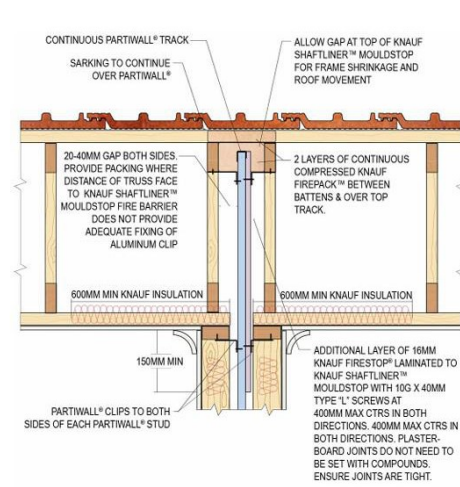 CONTINUOUS PARTIWALL® TRACK
SARKING TO CONTINUE
OVER PARTIWALL®
ALLOW GAP AT TOP OF KNAUF
SHAFTLINER™ MOULDSTOP
FOR FRAME SHRINKAGE AND
ROOF MOVEMENT
20-40MM GAP BOTH SIDES.
PROVIDE PACKING WHERE
DISTANCE OF TRUSS FACE
TO KNAUF SHAFTLINER™
MOULDSTOP FIRE BARRIER
DOES NOT PROVIDE
ADEQUATE FIXING OF
ALUMINUM CLIP
2 LAYERS OF CONTINUOUS
COMPRESSED KNAUF
FIREPACK™ BETWEEN
BATTENS & OVER TOP
TRACK.
600MM MIN KNAUF INSULATION
600MM MIN KNAUF INSULATION
150MM MIN
PARTIWALL® CLIPS TO BOTH
SIDES OF EACH PARTIWALL® STUD
ADDITIONAL LAYER OF 16MM
KNAUF FIRESTOP® LAMINATED TO
KNAUF SHAFTLINER™
MOULDSTOP WITH 10G X 40MM
TYPE "L" SCREWS AT
400MM MAX CTRS IN BOTH
DIRECTIONS. 400MM MAX CTRS IN
BOTH DIRECTIONS. PLASTER-
BOARD JOINTS DO NOT NEED TO
BE SET WITH COMPOUNDS.
ENSURE JOINTS ARE TIGHT.